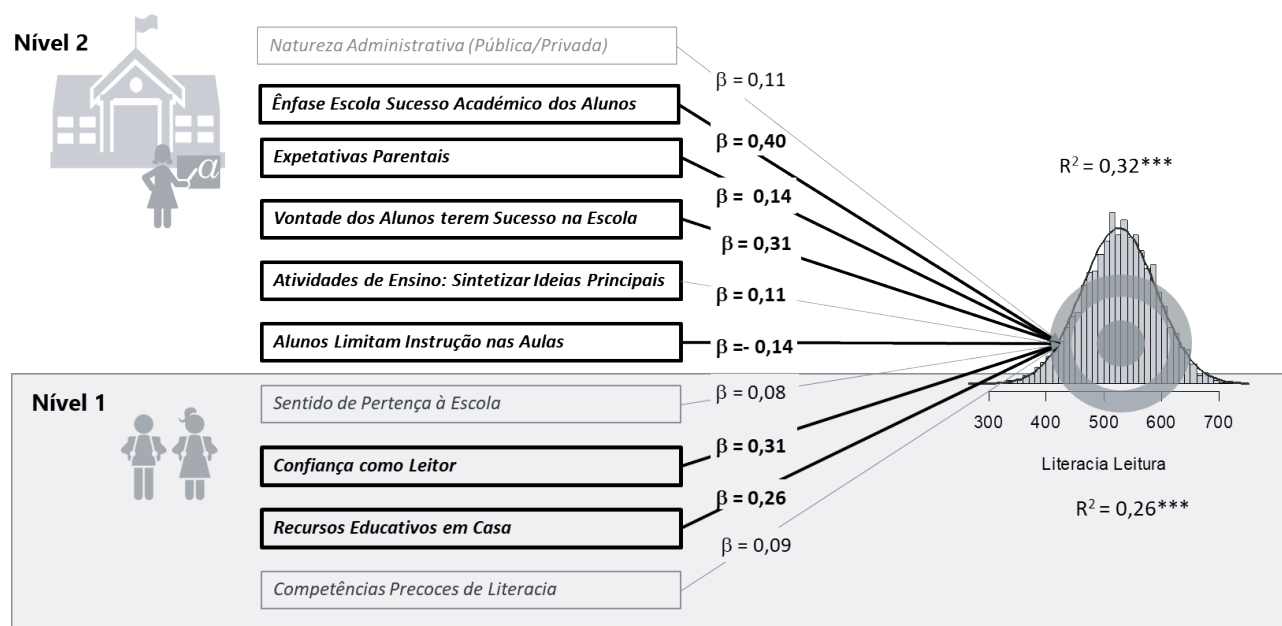 Nível 2
Natureza Administrativa (Pública/Privada)
β = 0,11
Ênfase Escola Sucesso Académico dos Alunos
β = 0,40
Expetativas Parentais
β = 0,14
Vontade dos Alunos terem Sucesso na Escola
β = 0,31
Atividades de Ensino: Sintetizar Ideias Principais
β = 0,11
Alunos Limitam Instrução nas Aulas
β =- 0,14
a
R² = 0,32***
Nível 1
Sentido de Pertença à Escola
β = 0,08
Confiança como Leitor
β = 0,31
Recursos Educativos em Casa
β = 0,26
Competências Precoces de Literacia
β = 0,09
300 400 500 600 700
Literacia Leitura
R² = 0,26***